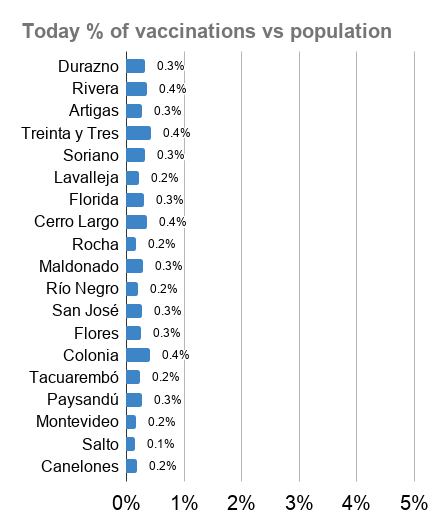 Today % of vaccinations vs population
Durazno 0.3%
Rivera 0.4%
Artigas 0.3%
Treinta y Tres 0.4%
Soriano 0.3%
Lavalleja 0.2%
Florida 0.3%
Cerro Largo 0.4%
Rocha 0.2%
Maldonado 0.3%
Río Negro 0.2%
San José 0.3%
Flores 0.3%
Colonia 0.4%
Tacuarembó 0.2%
Paysandú 0.3%
Montevideo 0.2%
Salto 0.1%
Canelones 0.2%
0% 1% 2% 3% 4% 5%